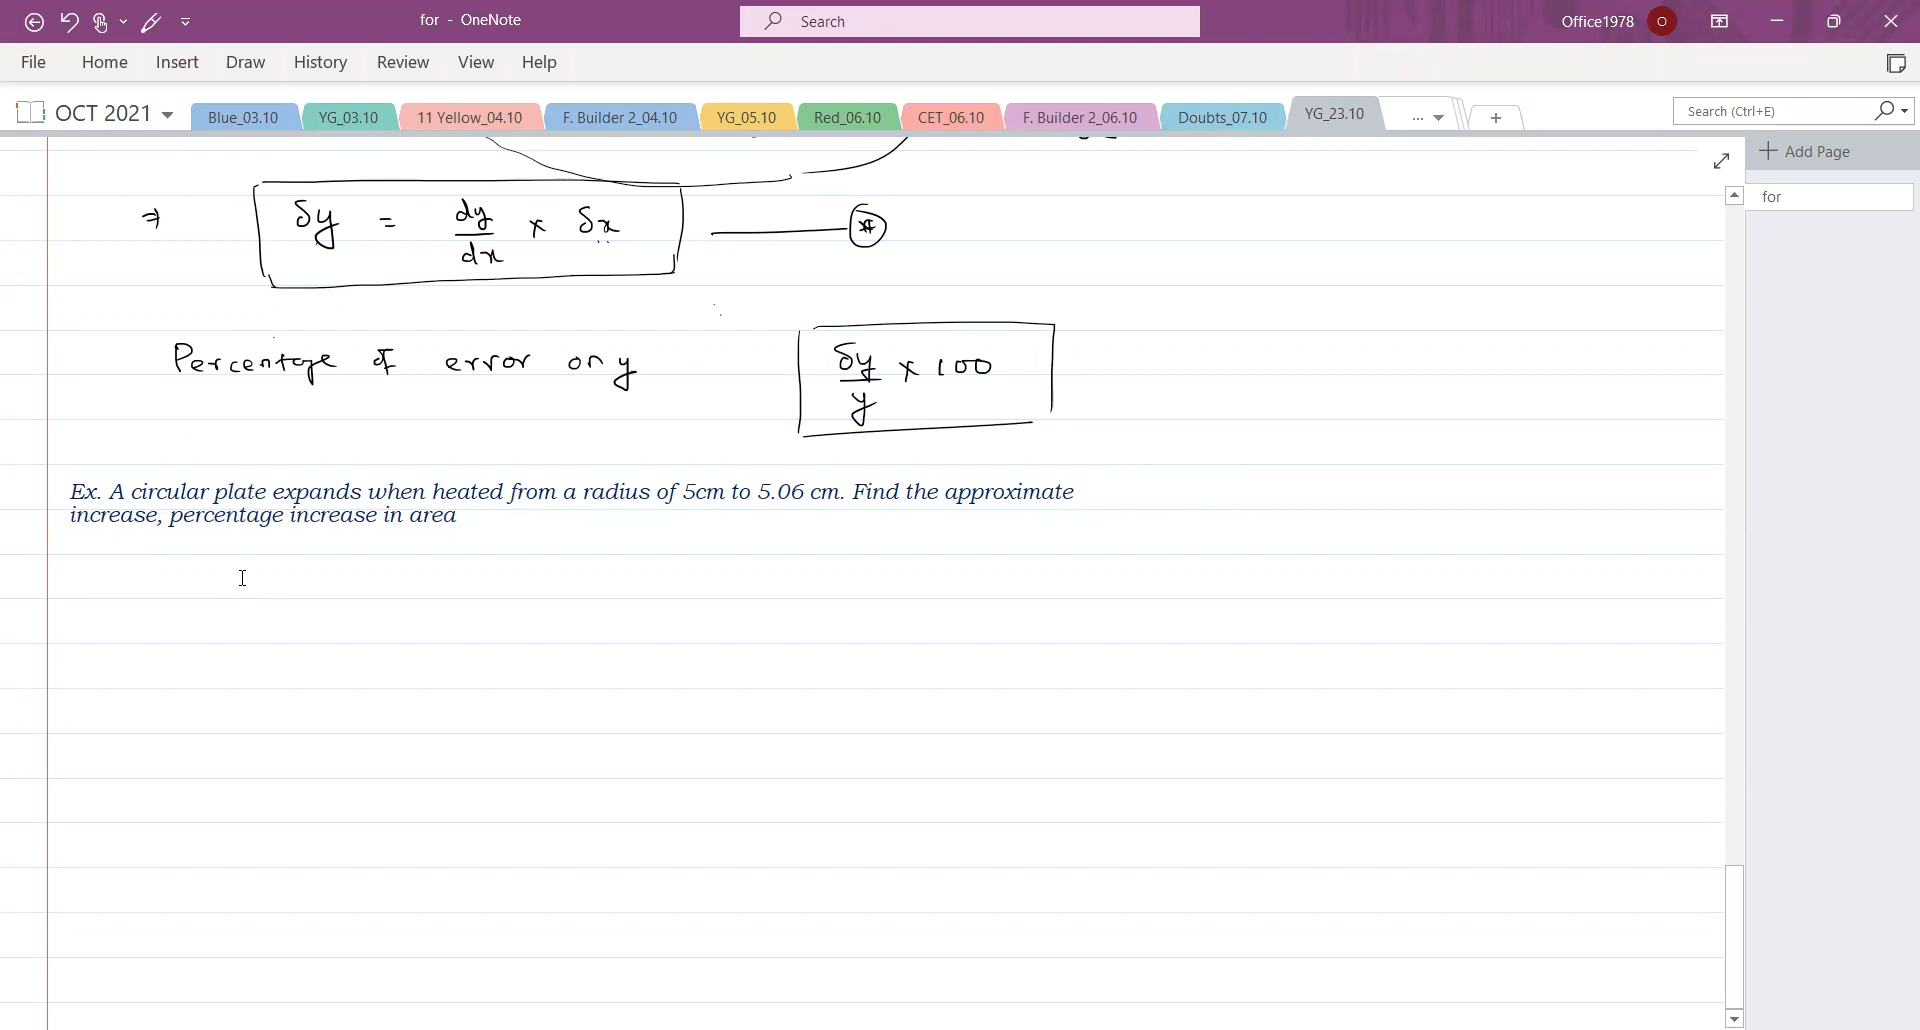 for - OneNote
Search
Office1978
O
File Home Insert Draw History Review View Help
OCT 2021
Blue_03.10
YG_03.10
11 Yellow_04.10
F. Builder 2_04.10
YG_05.10
Red_06.10
CET_06.10
F. Builder 2_06.10
Doubts_07.10
YG_23.10
...
+
Search (Ctrl+E)
Add Page
for
⇒ δy = dy/dx × δx ——— *
Percentage of error on y δy/y × 100
Ex. A circular plate expands when heated from a radius of 5cm to 5.06 cm. Find the approximate
increase, percentage increase in area